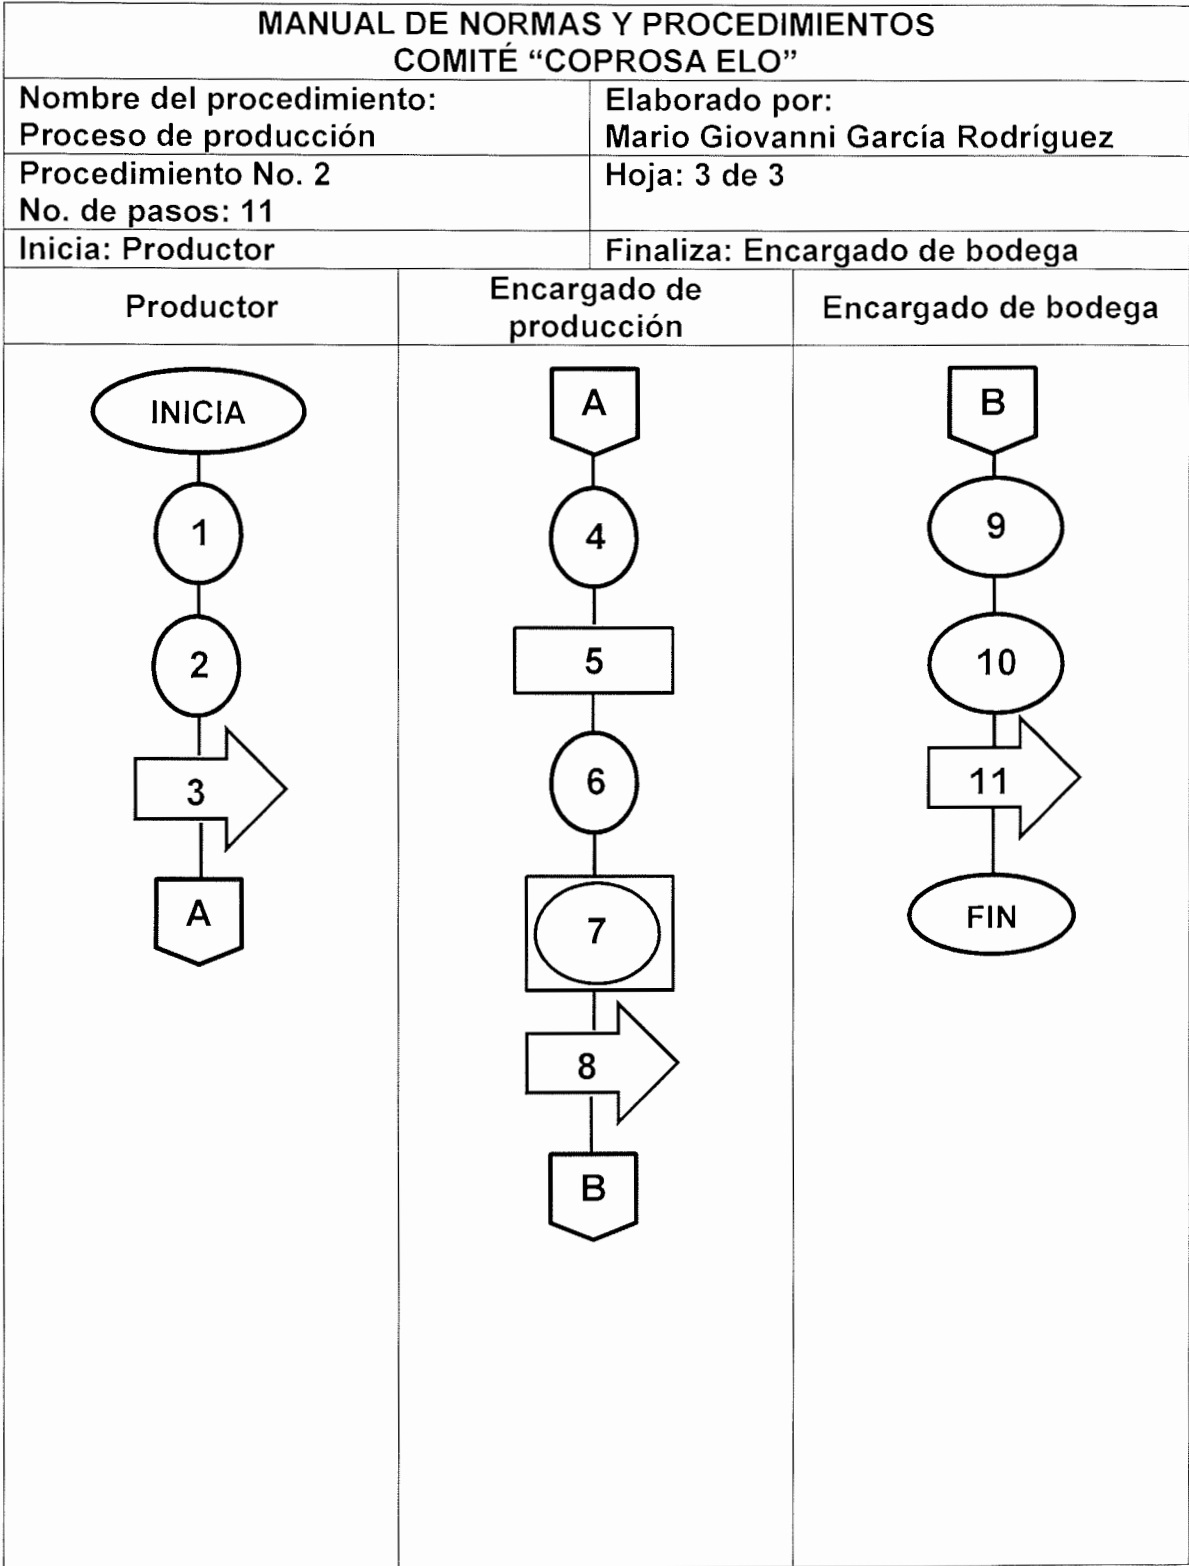 MANUAL DE NORMAS Y PROCEDIMIENTOS
COMITÉ “COPROSA ELO”
Nombre del procedimiento:
Proceso de producción
Elaborado por:
Mario Giovanni García Rodríguez
Procedimiento No. 2
No. de pasos: 11
Hoja: 3 de 3
Inicia: Productor
Finaliza: Encargado de bodega
Productor
Encargado de
producción
Encargado de bodega
INICIA
1
2
3
A
A
4
5
6
7
8
B
B
9
10
11
FIN